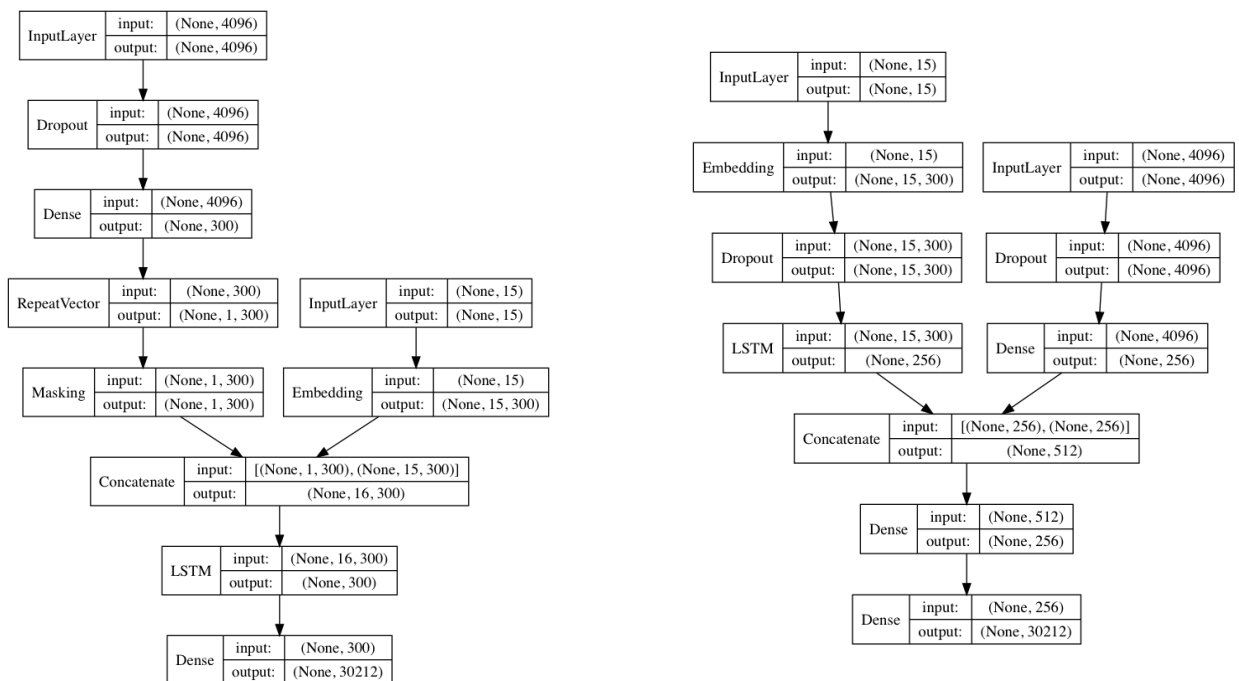 InputLayer input: (None, 4096)
output: (None, 4096)
Dropout input: (None, 4096)
output: (None, 4096)
Dense input: (None, 4096)
output: (None, 300)
RepeatVector input: (None, 300)
output: (None, 1, 300)
InputLayer input: (None, 15)
output: (None, 15)
Masking input: (None, 1, 300)
output: (None, 1, 300)
Embedding input: (None, 15)
output: (None, 15, 300)
Concatenate input: [(None, 1, 300), (None, 15, 300)]
output: (None, 16, 300)
LSTM input: (None, 16, 300)
output: (None, 300)
Dense input: (None, 300)
output: (None, 30212)
InputLayer input: (None, 15)
output: (None, 15)
Embedding input: (None, 15)
output: (None, 15, 300)
InputLayer input: (None, 4096)
output: (None, 4096)
Dropout input: (None, 15, 300)
output: (None, 15, 300)
Dropout input: (None, 4096)
output: (None, 4096)
LSTM input: (None, 15, 300)
output: (None, 256)
Dense input: (None, 4096)
output: (None, 256)
Concatenate input: [(None, 256), (None, 256)]
output: (None, 512)
Dense input: (None, 512)
output: (None, 256)
Dense input: (None, 256)
output: (None, 30212)